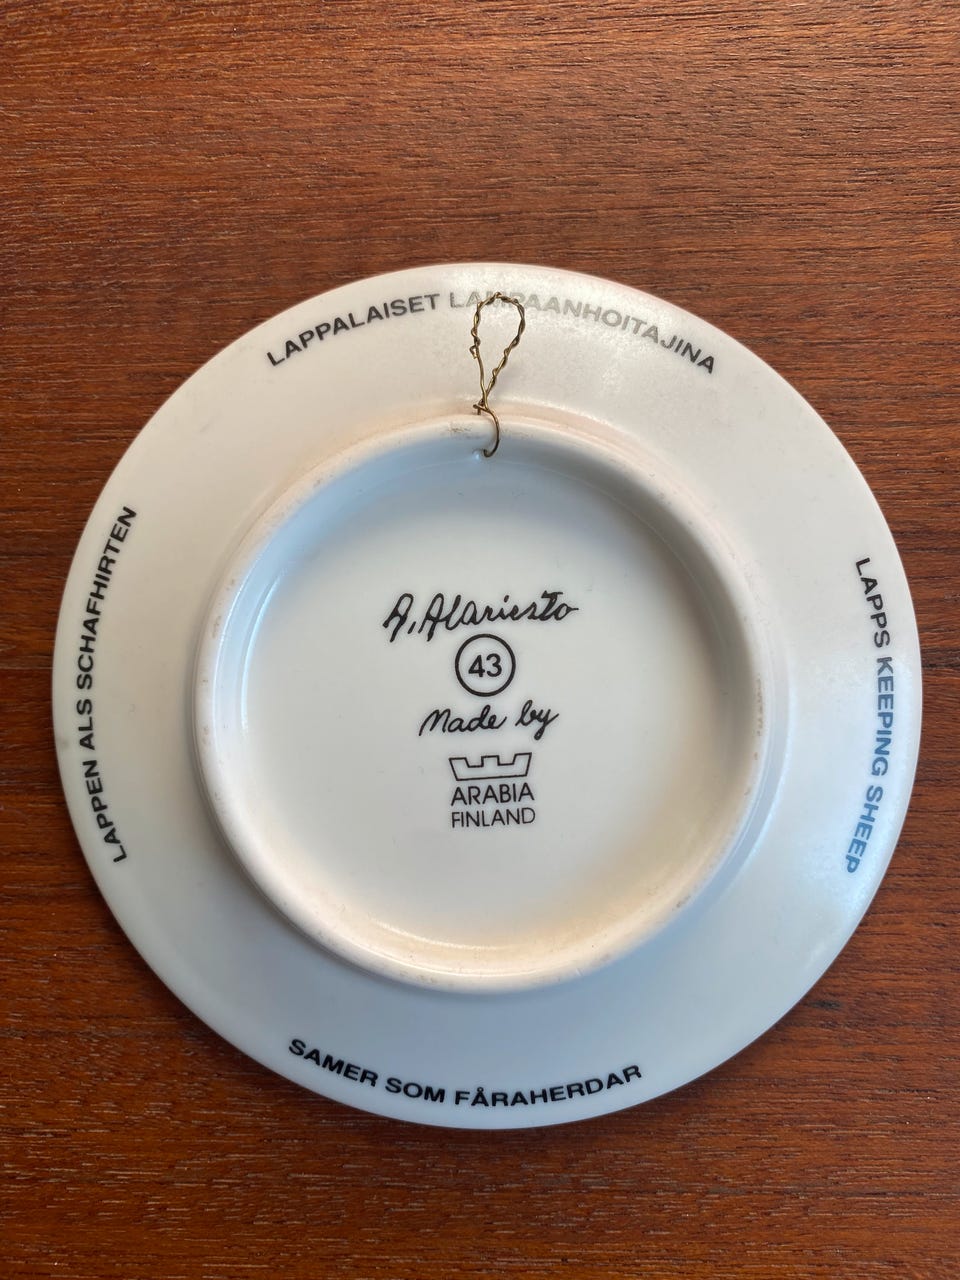 LAPPALAISET LAMPAANHOITAJINA
LAPPEN ALS SCHAFHIRTEN
LAPPS KEEPING SHEEP
A. Alariesto
43
Made by
ARABIA
FINLAND
SAMER SOM FÅRAHERDAR